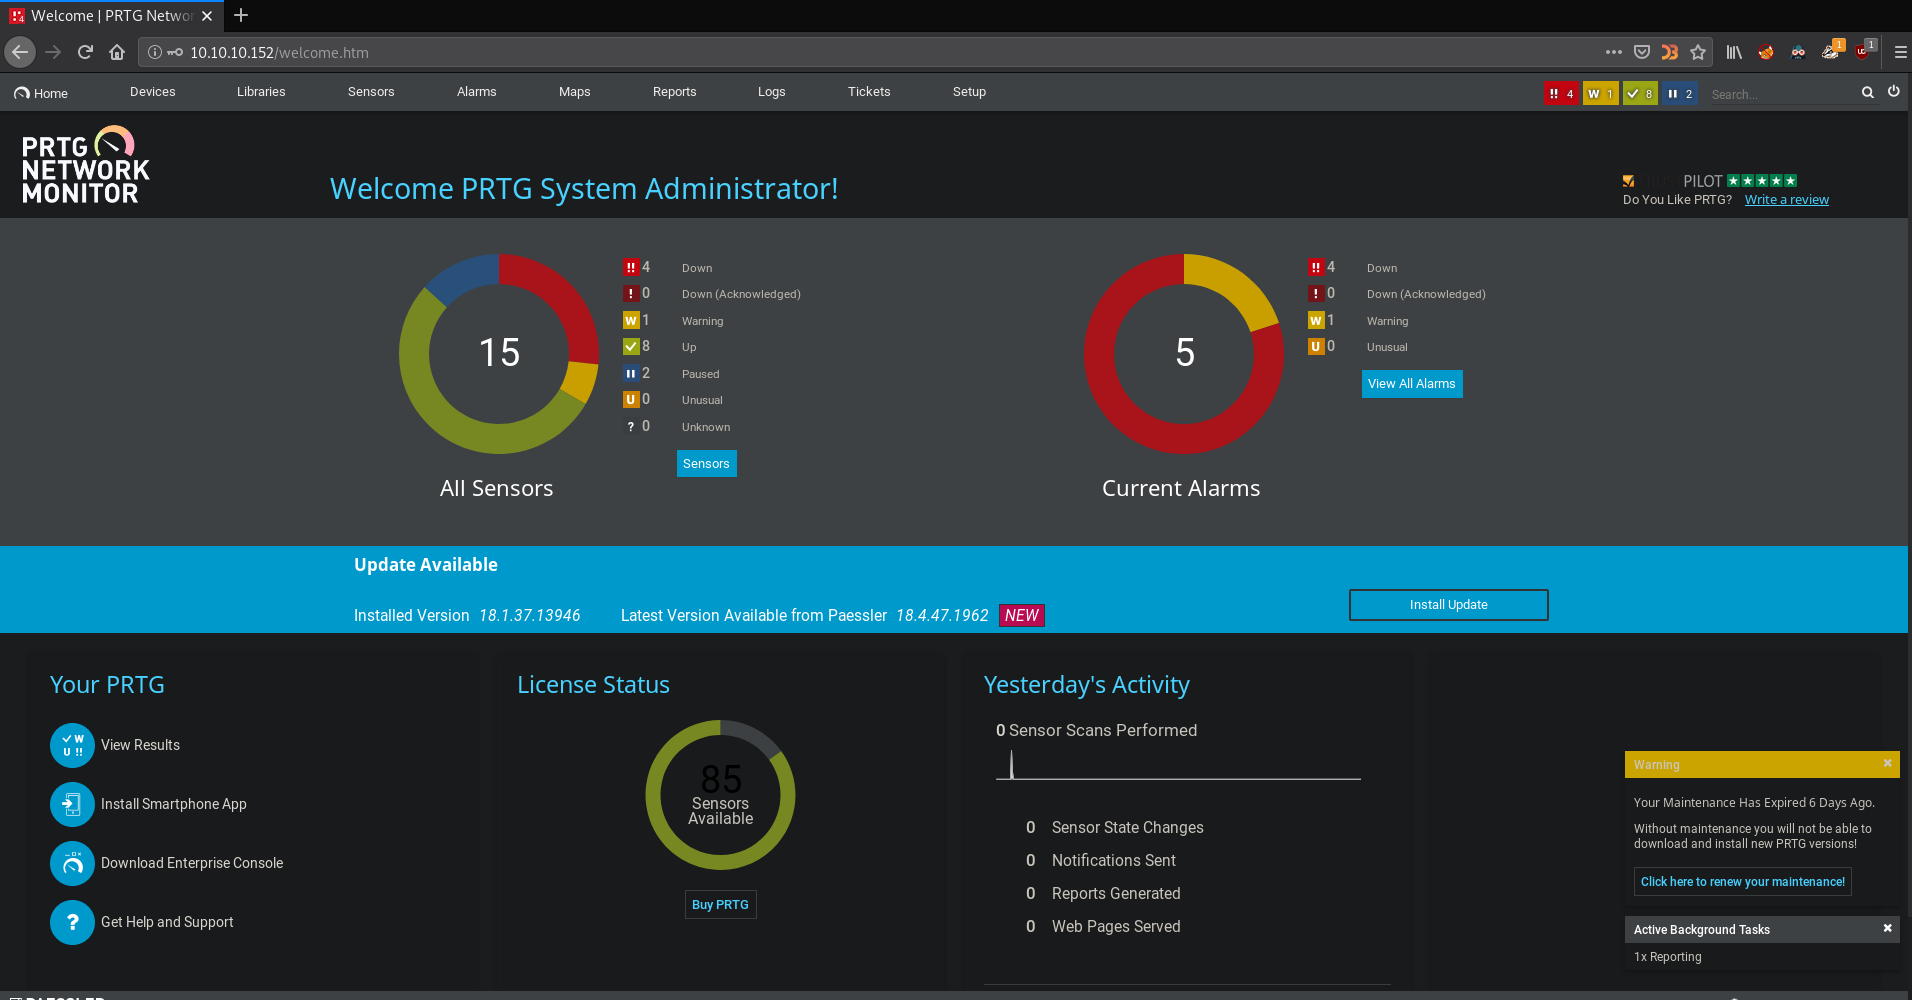 Welcome | PRTG Networ
10.10.10.152/welcome.htm
1
1
Home
Devices
Libraries
Sensors
Alarms
Maps
Reports
Logs
Tickets
Setup
!! 4
W 1
8
2
Search...
PRTG
NETWORK
MONITOR
Welcome PRTG System Administrator!
PILOT
Do You Like PRTG? Write a review
15
!! 4 Down
! 0 Down (Acknowledged)
W 1 Warning
8 Up
2 Paused
U 0 Unusual
? 0 Unknown
Sensors
All Sensors
5
!! 4 Down
! 0 Down (Acknowledged)
W 1 Warning
U 0 Unusual
View All Alarms
Current Alarms
Update Available
Installed Version 18.1.37.13946 Latest Version Available from Paessler 18.4.47.1962 NEW
Install Update
Your PRTG
W
U !!
View Results
Install Smartphone App
Download Enterprise Console
? Get Help and Support
License Status
85
Sensors
Available
Buy PRTG
Yesterday's Activity
0 Sensor Scans Performed
0 Sensor State Changes
0 Notifications Sent
0 Reports Generated
0 Web Pages Served
Warning
Your Maintenance Has Expired 6 Days Ago.
Without maintenance you will not be able to
download and install new PRTG versions!
Click here to renew your maintenance!
Active Background Tasks
1x Reporting